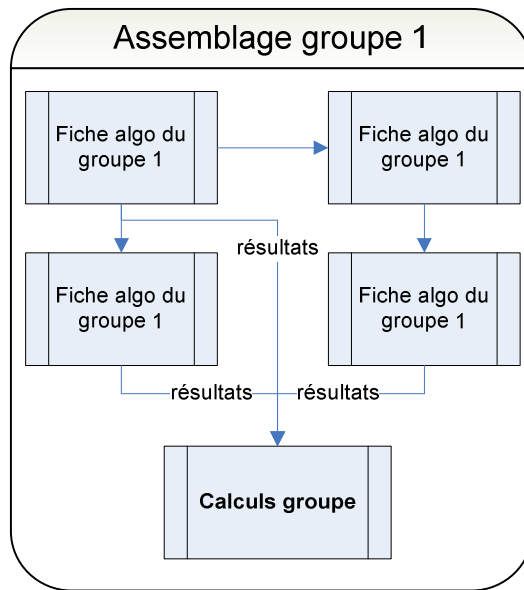 Assemblage groupe 1
Fiche algo du
groupe 1
Fiche algo du
groupe 1
résultats
Fiche algo du
groupe 1
Fiche algo du
groupe 1
résultats
résultats
Calculs groupe